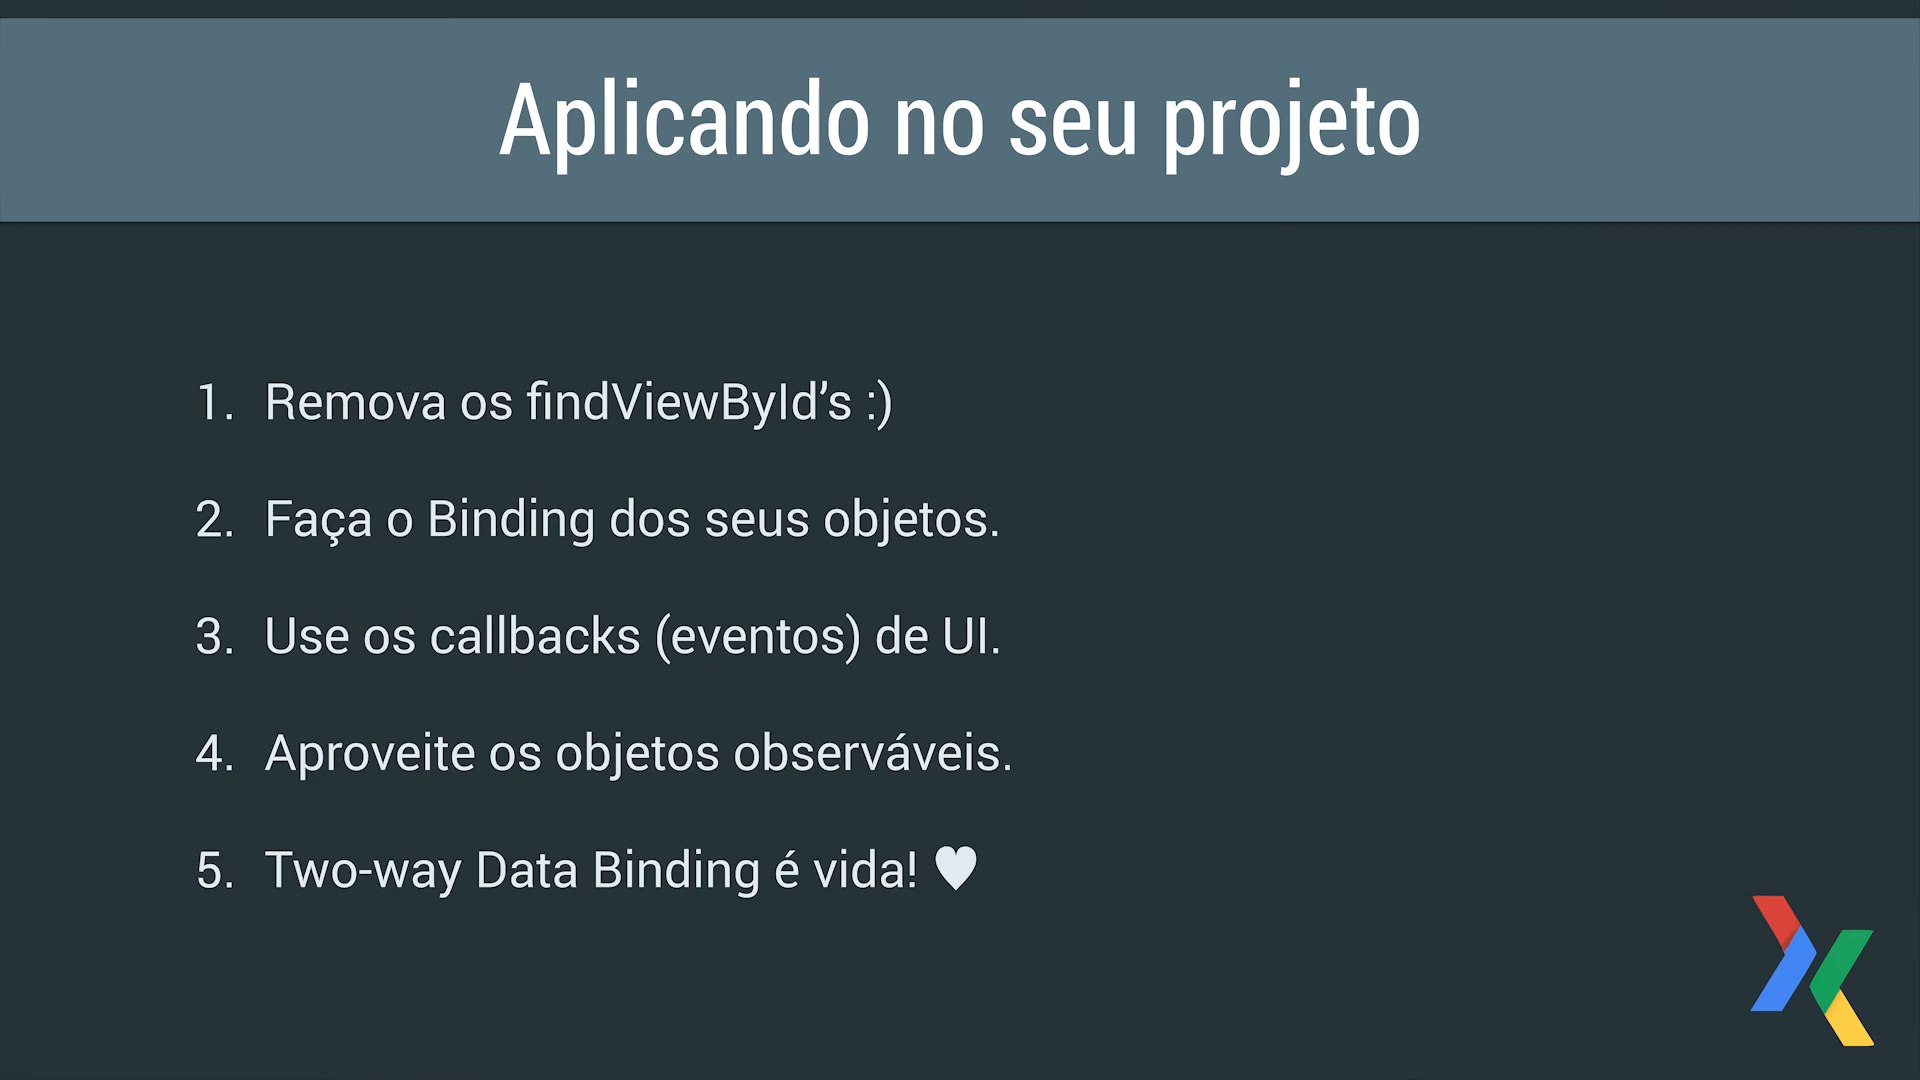 Aplicando no seu projeto
1. Remova os findViewById’s :)
2. Faça o Binding dos seus objetos.
3. Use os callbacks (eventos) de UI.
4. Aproveite os objetos observáveis.
5. Two-way Data Binding é vida! ♥